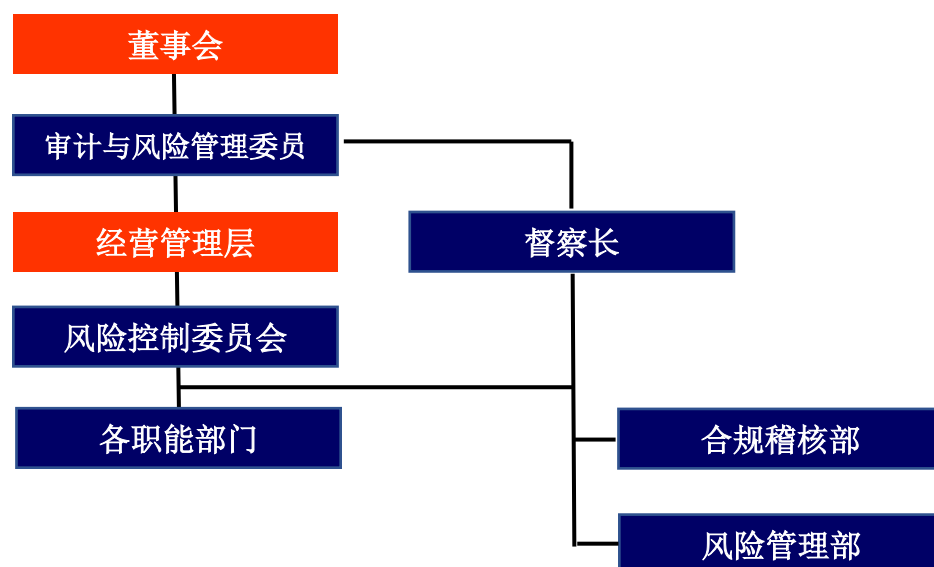 董事会
审计与风险管理委员
经营管理层
督察长
风险控制委员会
各职能部门
合规稽核部
风险管理部